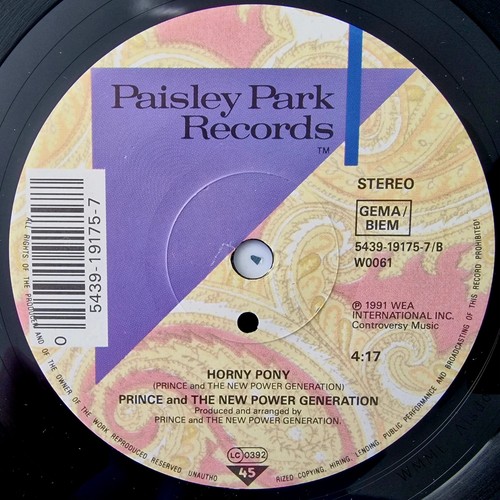 Paisley Park
Records
TM
STEREO
GEMA/
BIEM
5439-19175-7/B
W0061
5439-19175-7
0
℗ 1991 WEA
INTERNATIONAL INC.
Controversy Music
4:17
HORNY PONY
(PRINCE and THE NEW POWER GENERATION)
PRINCE and THE NEW POWER GENERATION
Produced and arranged by
PRINCE and THE NEW POWER GENERATION.
LC 0392
45
ALL RIGHTS OF THE PRODUCER AND OF THE OWNER OF THE WORK REPRODUCED RESERVED. UNAUTHO
RIZED COPYING, HIRING, LENDING, PUBLIC PERFORMANCE AND BROADCASTING OF THIS RECORD PROHIBITED!